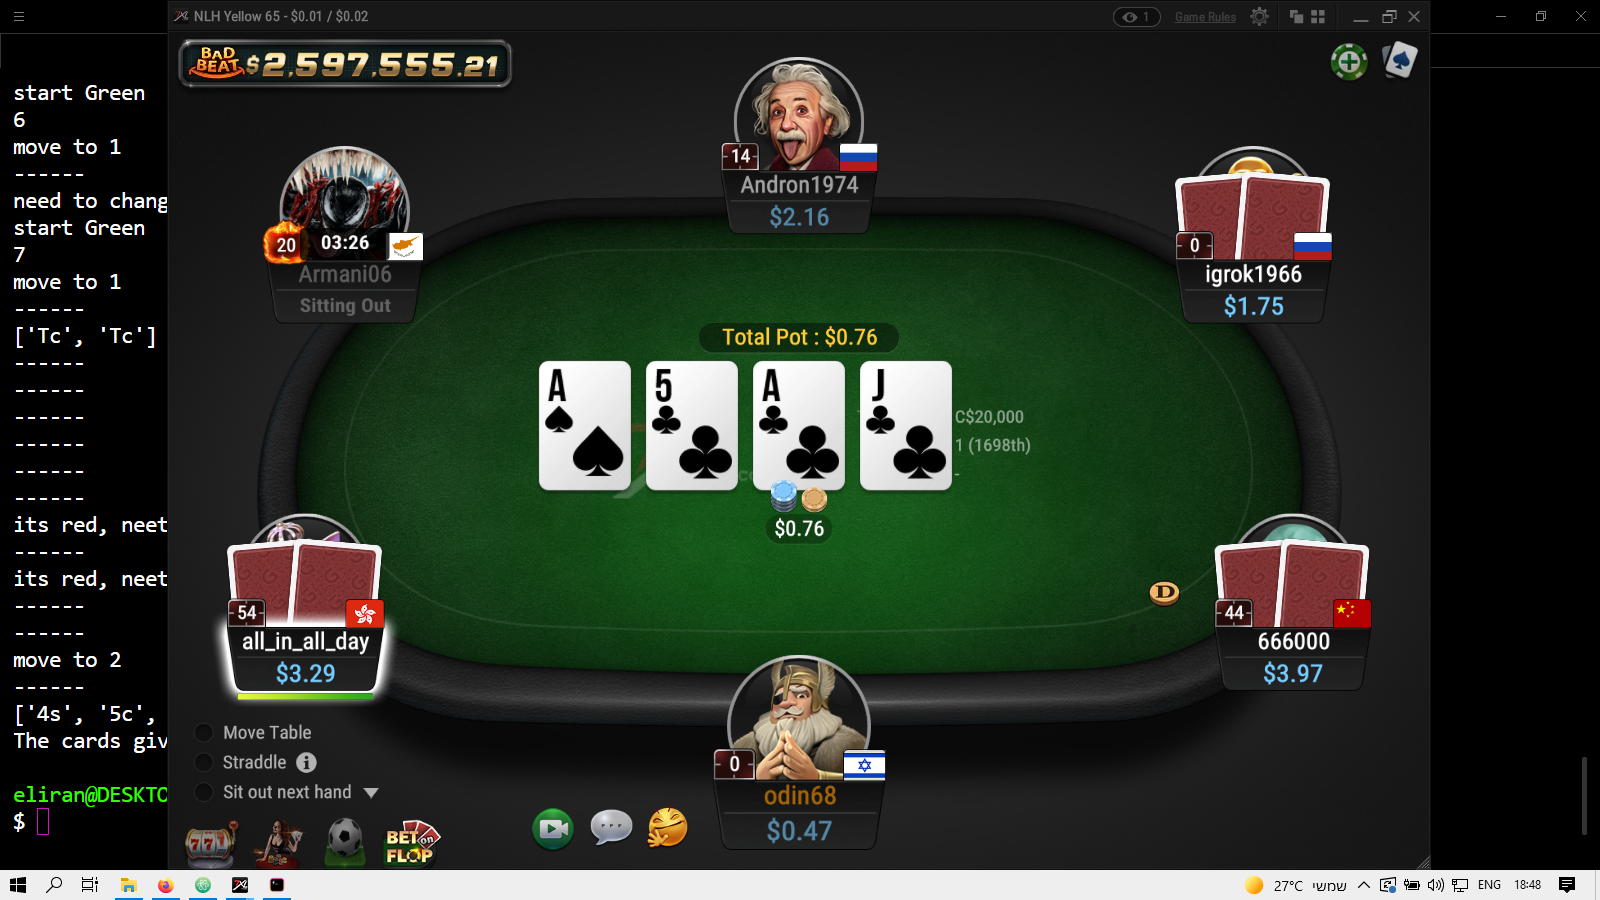 NLH Yellow 65 - $0.01 / $0.02
1
Game Rules
BAD BEAT $2,597,555.21
start Green
6
move to 1
------
need to chang
start Green
7
move to 1
------
['Tc', 'Tc']
------
------
------
------
------
------
its red, neet
------
its red, neet
------
------
move to 2
------
['4s', '5c',
The cards giv
eliran@DESKTO
$
14
Andron1974
$2.16
20
03:26
Armani06
Sitting Out
0
igrok1966
$1.75
Total Pot : $0.76
A
5
A
J
C$20,000
1 (1698th)
-
$0.76
D
54
all_in_all_day
$3.29
44
666000
$3.97
0
odin68
$0.47
Move Table
Straddle
Sit out next hand
777
BET on FLOP
27°C שמשי
ENG
18:48